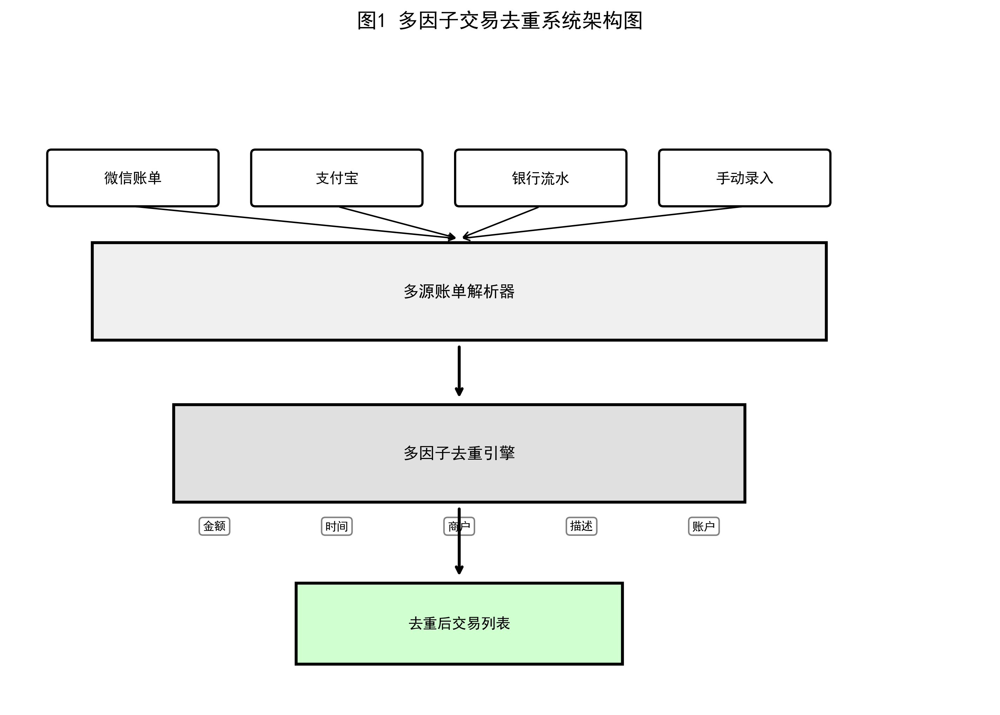 图1 多因子交易去重系统架构图
微信账单
支付宝
银行流水
手动录入
多源账单解析器
多因子去重引擎
金额
时间
商户
描述
账户
去重后交易列表